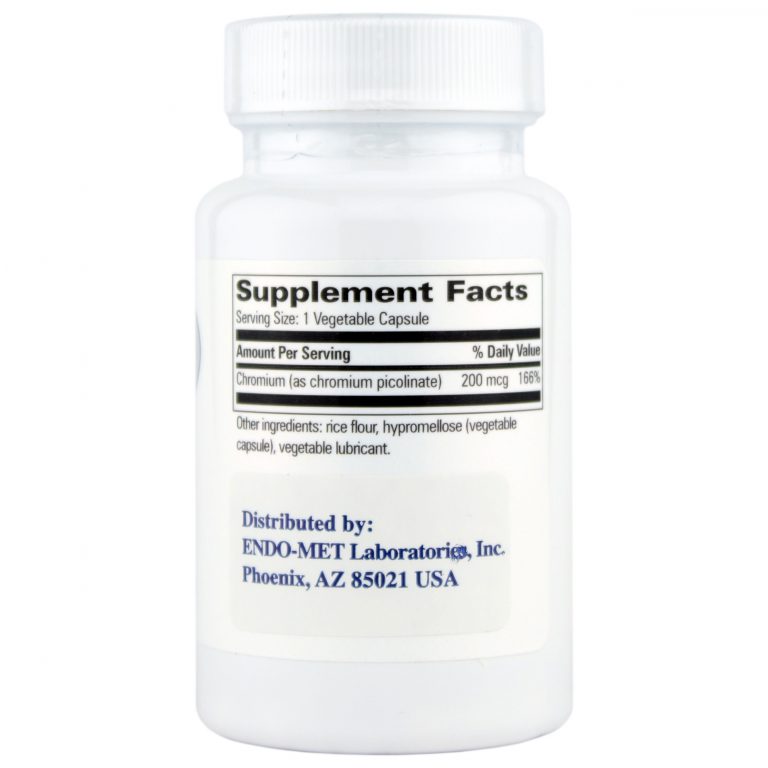 Supplement Facts
Serving Size: 1 Vegetable Capsule
Amount Per Serving % Daily Value
Chromium (as chromium picolinate) 200 mcg 166%
Other ingredients: rice flour, hypromellose (vegetable
capsule), vegetable lubricant.
Distributed by:
ENDO-MET Laboratories, Inc.
Phoenix, AZ 85021 USA